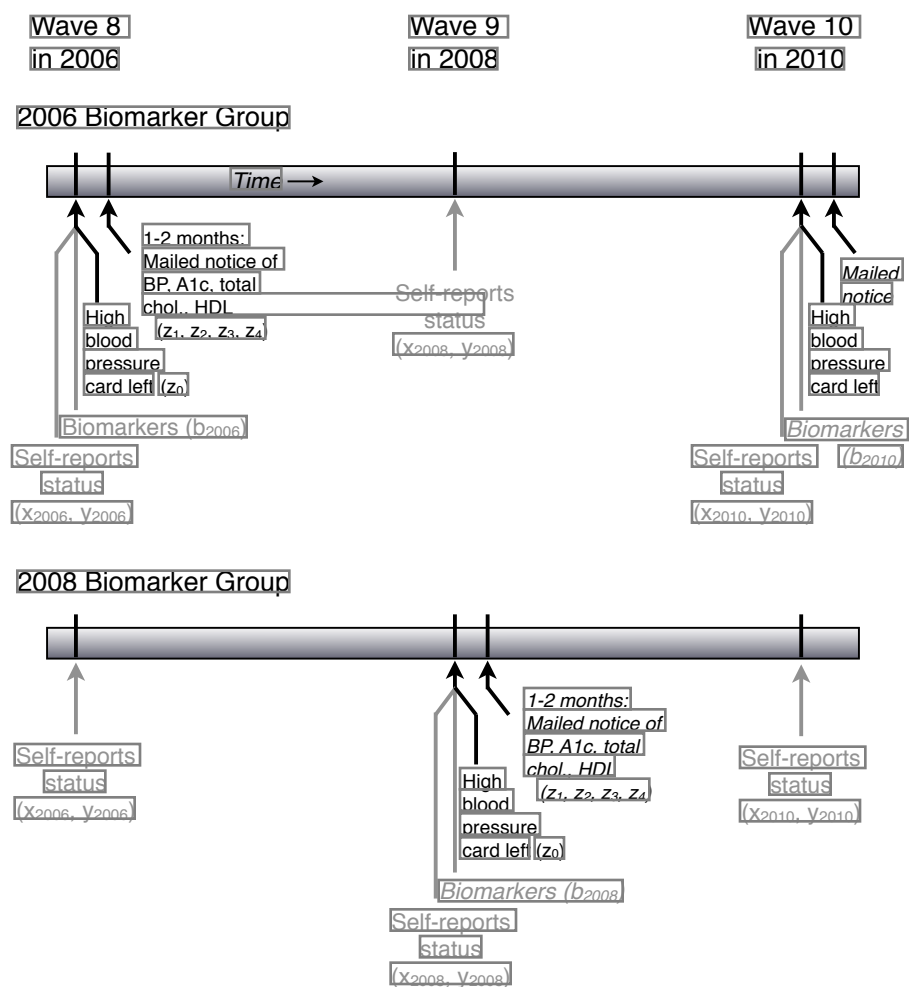 Wave 8
in 2006
Wave 9
in 2008
Wave 10
in 2010
2006 Biomarker Group
Time
1-2 months:
Mailed notice of
BP, A1c, total
chol., HDL
(z₁, z₂, z₃, z₄)
High
blood
pressure
card left (z₀)
Biomarkers (b₂₀₀₆)
Self-reports
status
(x₂₀₀₆, y₂₀₀₆)
Self-reports
status
(x₂₀₀₈, y₂₀₀₈)
Mailed
notice
High
blood
pressure
card left
Biomarkers
(b₂₀₁₀)
Self-reports
status
(x₂₀₁₀, y₂₀₁₀)
2008 Biomarker Group
Self-reports
status
(x₂₀₀₆, y₂₀₀₆)
1-2 months:
Mailed notice of
BP, A1c, total
chol., HDL
(z₁, z₂, z₃, z₄)
High
blood
pressure
card left (z₀)
Biomarkers (b₂₀₀₈)
Self-reports
status
(x₂₀₀₈, y₂₀₀₈)
Self-reports
status
(x₂₀₁₀, y₂₀₁₀)